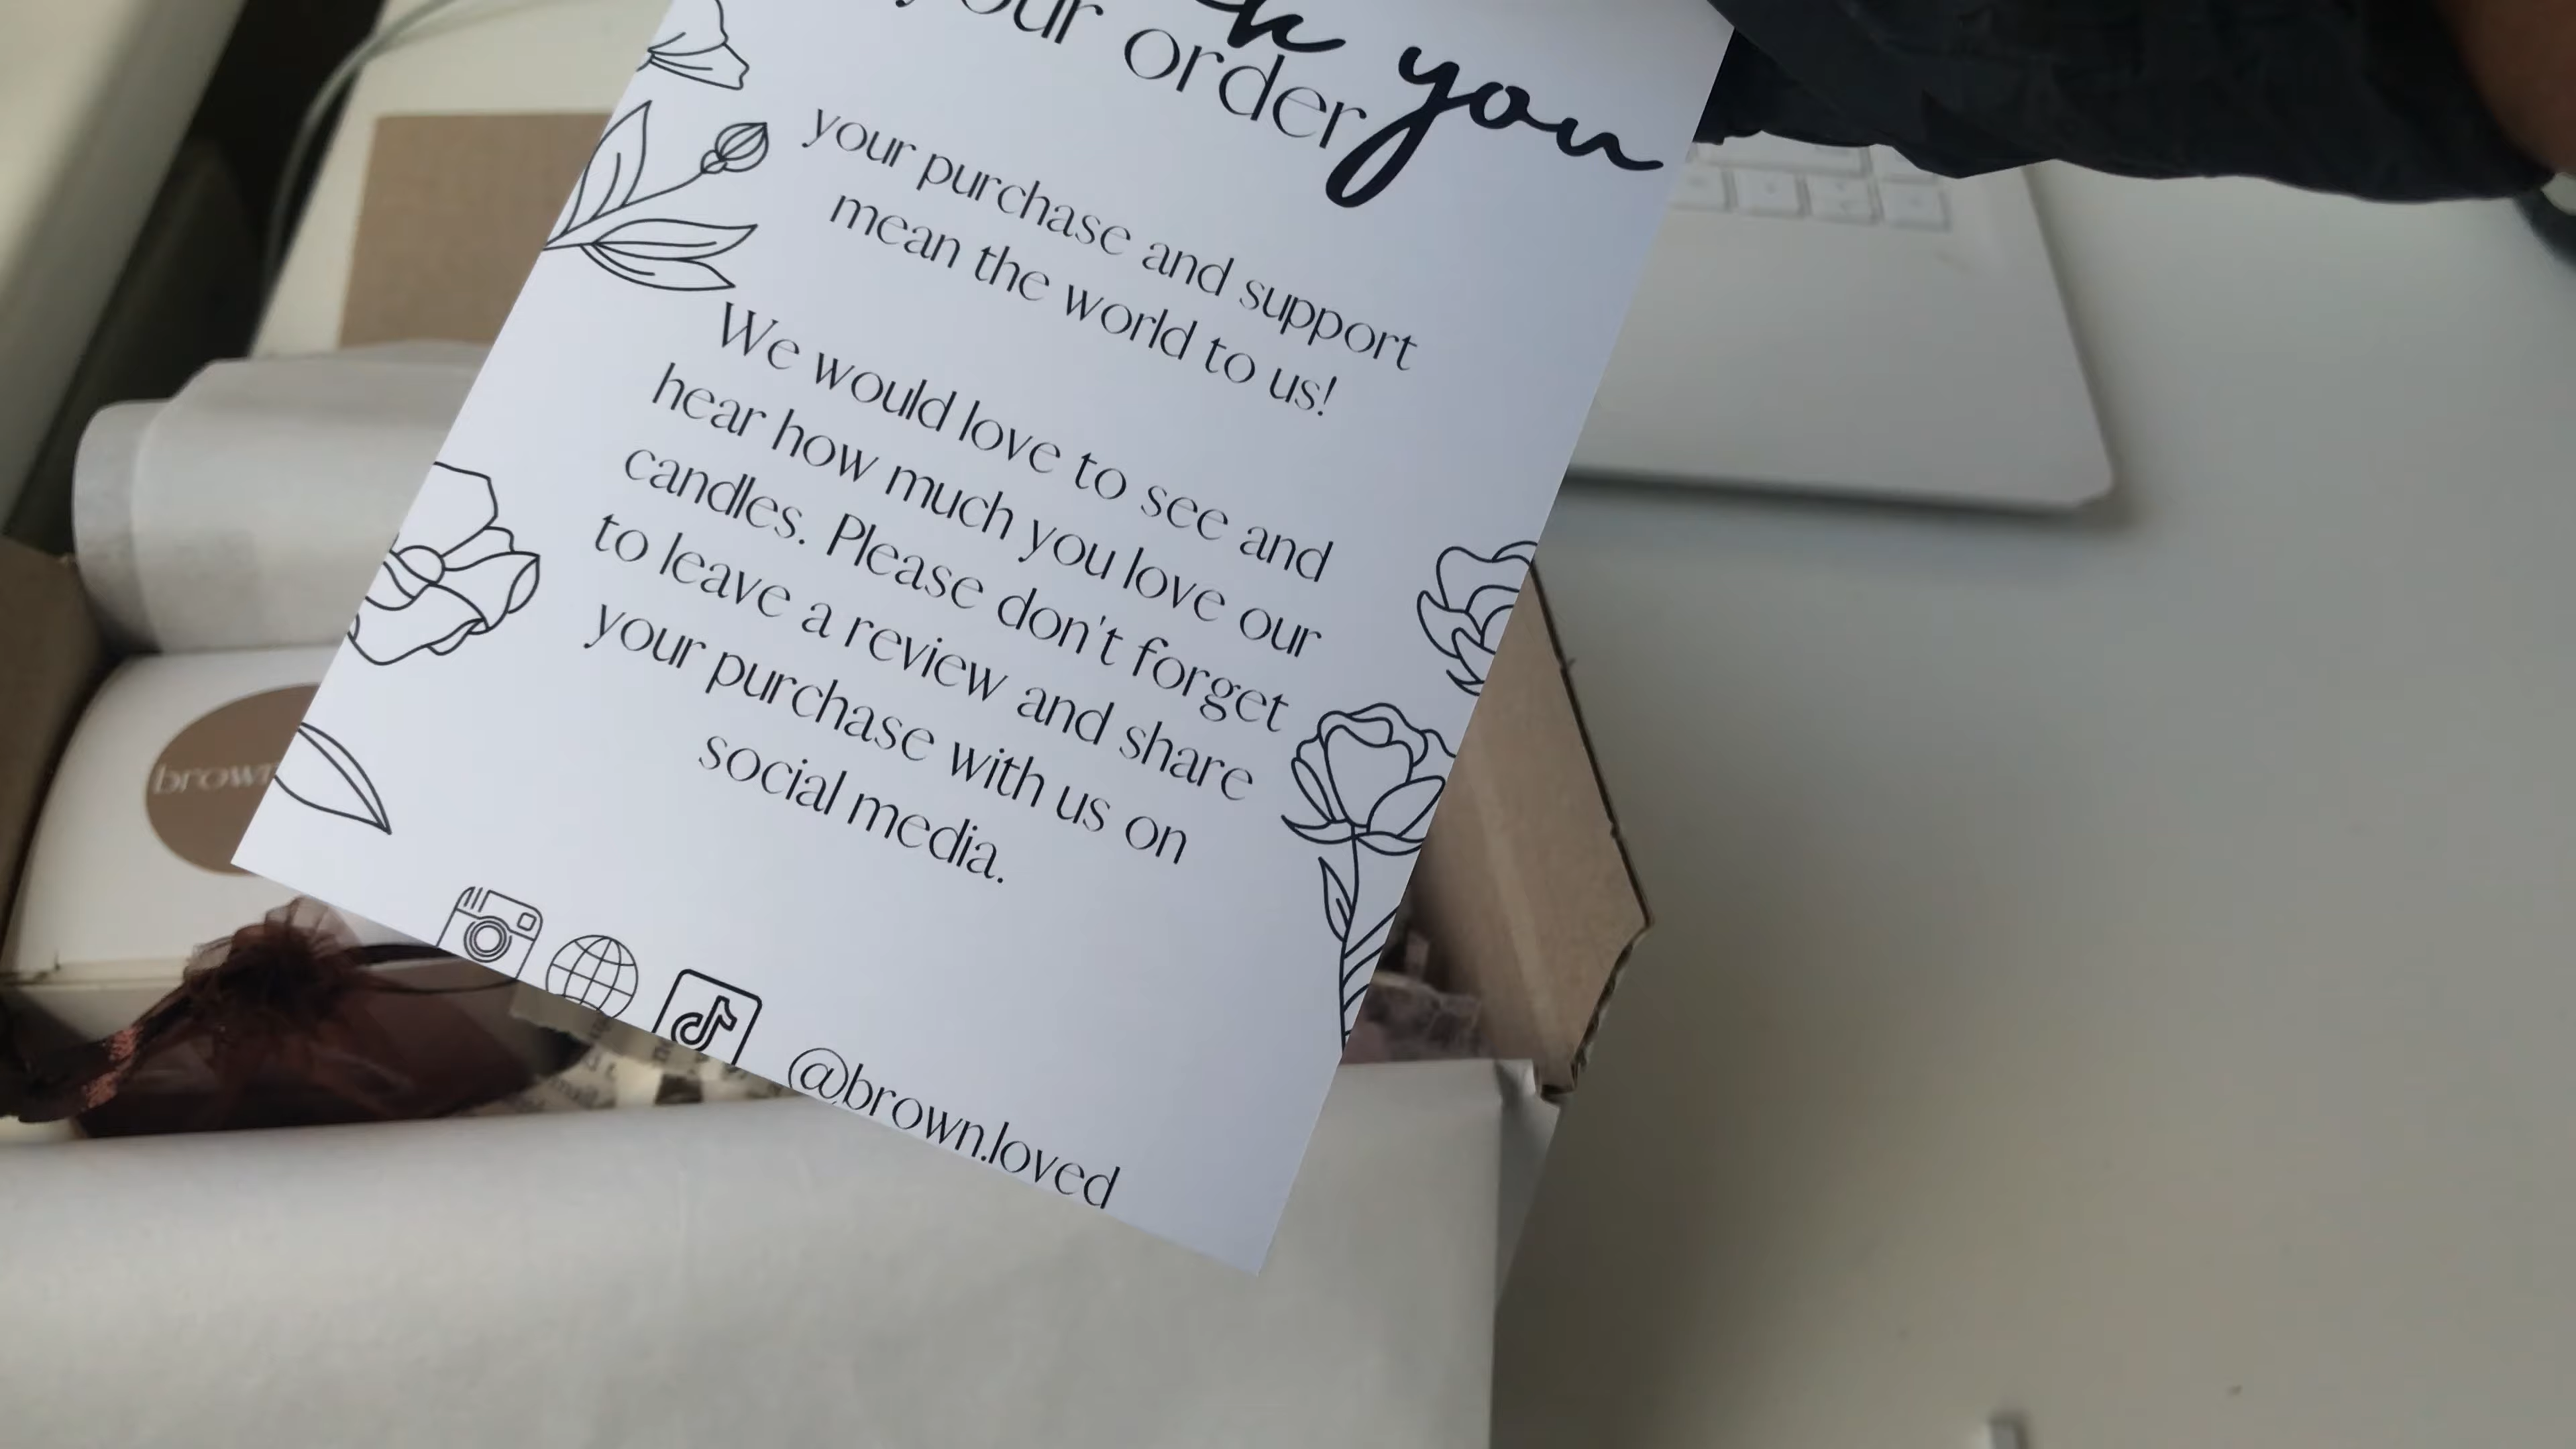 you
your order
your purchase and support
mean the world to us!
We would love to see and
hear how much you love our
candles. Please don't forget
to leave a review and share
your purchase with us on
social media.
@brown.loved
brown